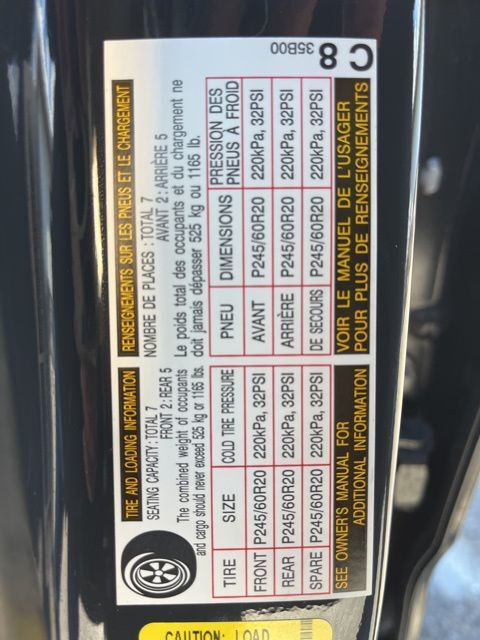 TIRE AND LOADING INFORMATION
SEATING CAPACITY : TOTAL 7
FRONT 2 : REAR 5
The combined weight of occupants
and cargo should never exceed 525 kg or 1165 lbs.
TIRE SIZE COLD TIRE PRESSURE
FRONT P245/60R20 220kPa, 32PSI
REAR P245/60R20 220kPa, 32PSI
SPARE P245/60R20 220kPa, 32PSI
SEE OWNER'S MANUAL FOR
ADDITIONAL INFORMATION
RENSEIGNEMENTS SUR LES PNEUS ET LE CHARGEMENT
NOMBRE DE PLACES : TOTAL 7
AVANT 2 : ARRIÈRE 5
Le poids total des occupants et du chargement ne
doit jamais dépasser 525 kg ou 1165 lb.
PNEU DIMENSIONS PRESSION DES
PNEUS À FROID
AVANT P245/60R20 220kPa, 32PSI
ARRIÈRE P245/60R20 220kPa, 32PSI
DE SECOURS P245/60R20 220kPa, 32PSI
VOIR LE MANUEL DE L'USAGER
POUR PLUS DE RENSEIGNEMENTS
35B00
C 8
CAUTION: LOAD